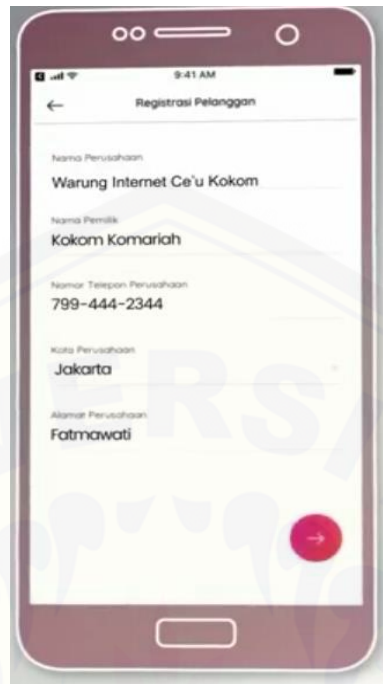 9:41 AM
Registrasi Pelanggan
Nama Perusahaan
Warung Internet Ce'u Kokom
Nama Pemilik
Kokom Komariah
Nomor Telepon Perusahaan
799-444-2344
Kota Perusahaan
Jakarta
Alamat Perusahaan
Fatmawati